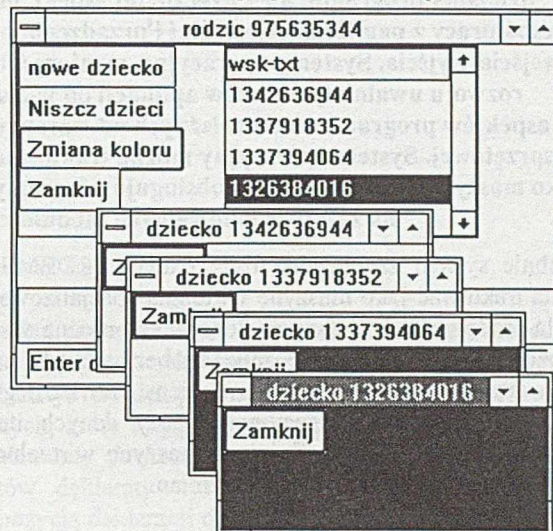 rodzic 975635344
nowe dziecko
Niszcz dzieci
Zmiana koloru
Zamknij
wsk-txt
1342636944
1337918352
1337394064
1326384016
dziecko 1342636944
dziecko 1337918352
Zam
dziecko 1337394064
Zamknij
Enter
dziecko 1326384016
Zamknij